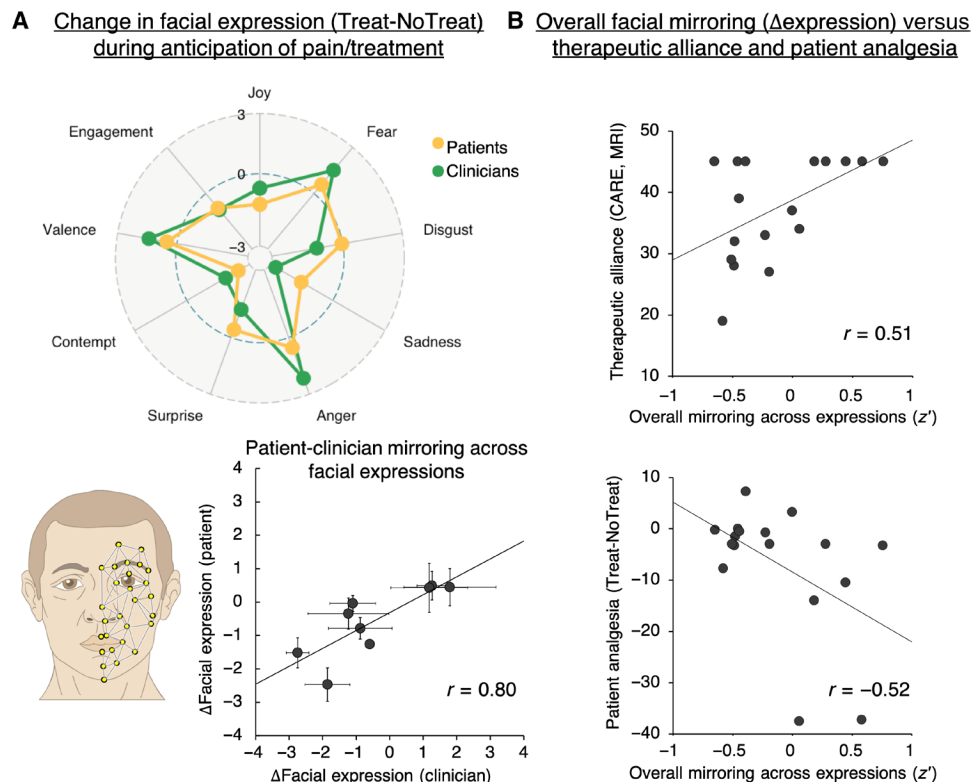 A Change in facial expression (Treat-NoTreat)
during anticipation of pain/treatment
Joy
3
Engagement
Fear
Patients
Clinicians
0
Valence
Disgust
−3
Contempt
Sadness
Surprise
Anger
Patient-clinician mirroring across
facial expressions
ΔFacial expression (patient)
4
3
2
1
0
−1
−2
−3
−4
r = 0.80
−4 −3 −2 −1 0 1 2 3 4
ΔFacial expression (clinician)
B Overall facial mirroring (Δexpression) versus
therapeutic alliance and patient analgesia
Therapeutic alliance (CARE, MRI)
50
40
30
20
10
r = 0.51
−1 −0.5 0 0.5 1
Overall mirroring across expressions (z′)
Patient analgesia (Treat-NoTreat)
10
0
−10
−20
−30
−40
r = −0.52
−1 −0.5 0 0.5 1
Overall mirroring across expressions (z′)